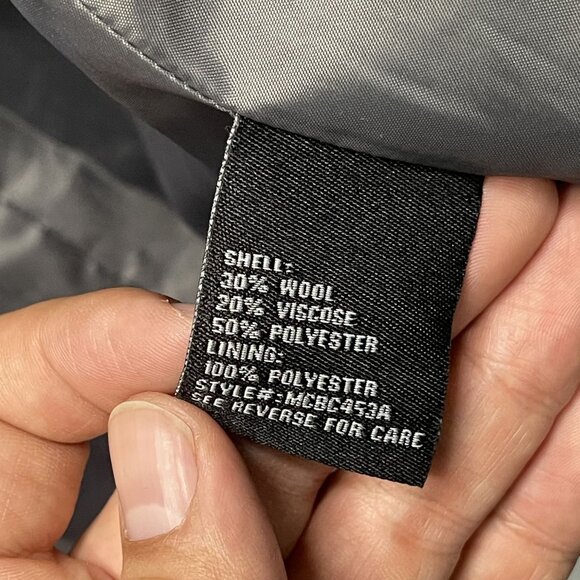 SHELL:
30% WOOL
20% VISCOSE
50% POLYESTER
LINING:
100% POLYESTER
STYLE#:MCBC453A
SEE REVERSE FOR CARE